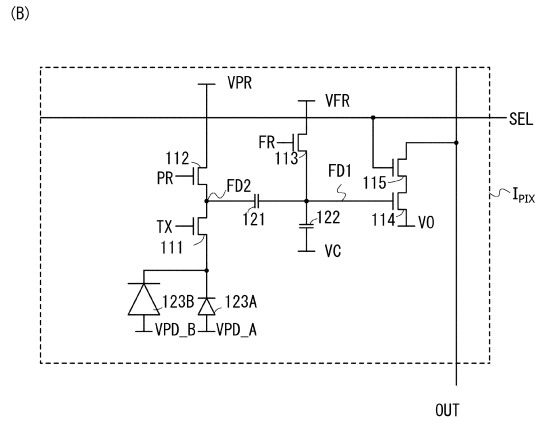 (B)
VPR
VFR
SEL
112
FR
113
PR
FD2
FD1
115
I_PIX
121
122
114
TX
111
VC
VO
123B
123A
VPD_B
VPD_A
OUT